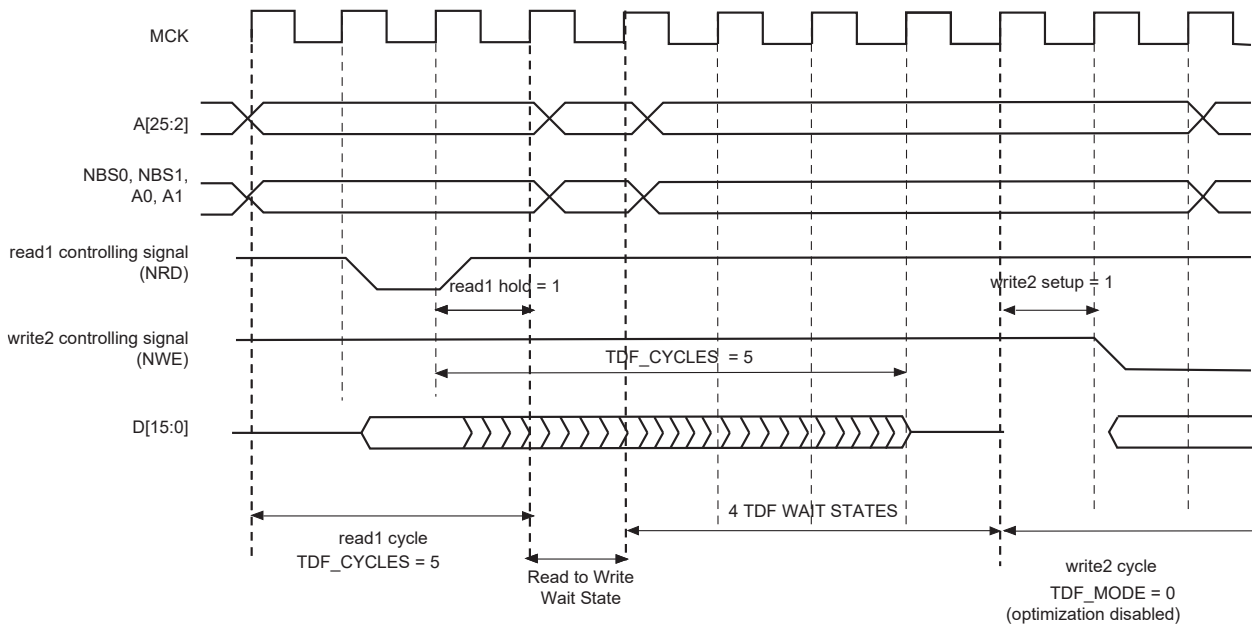 MCK
A[25:2]
NBS0, NBS1,
A0, A1
read1 controlling signal
(NRD)
read1 hold = 1
write2 setup = 1
write2 controlling signal
(NWE)
TDF_CYCLES = 5
D[15:0]
4 TDF WAIT STATES
read1 cycle
TDF_CYCLES = 5
Read to Write
Wait State
write2 cycle
TDF_MODE = 0
(optimization disabled)